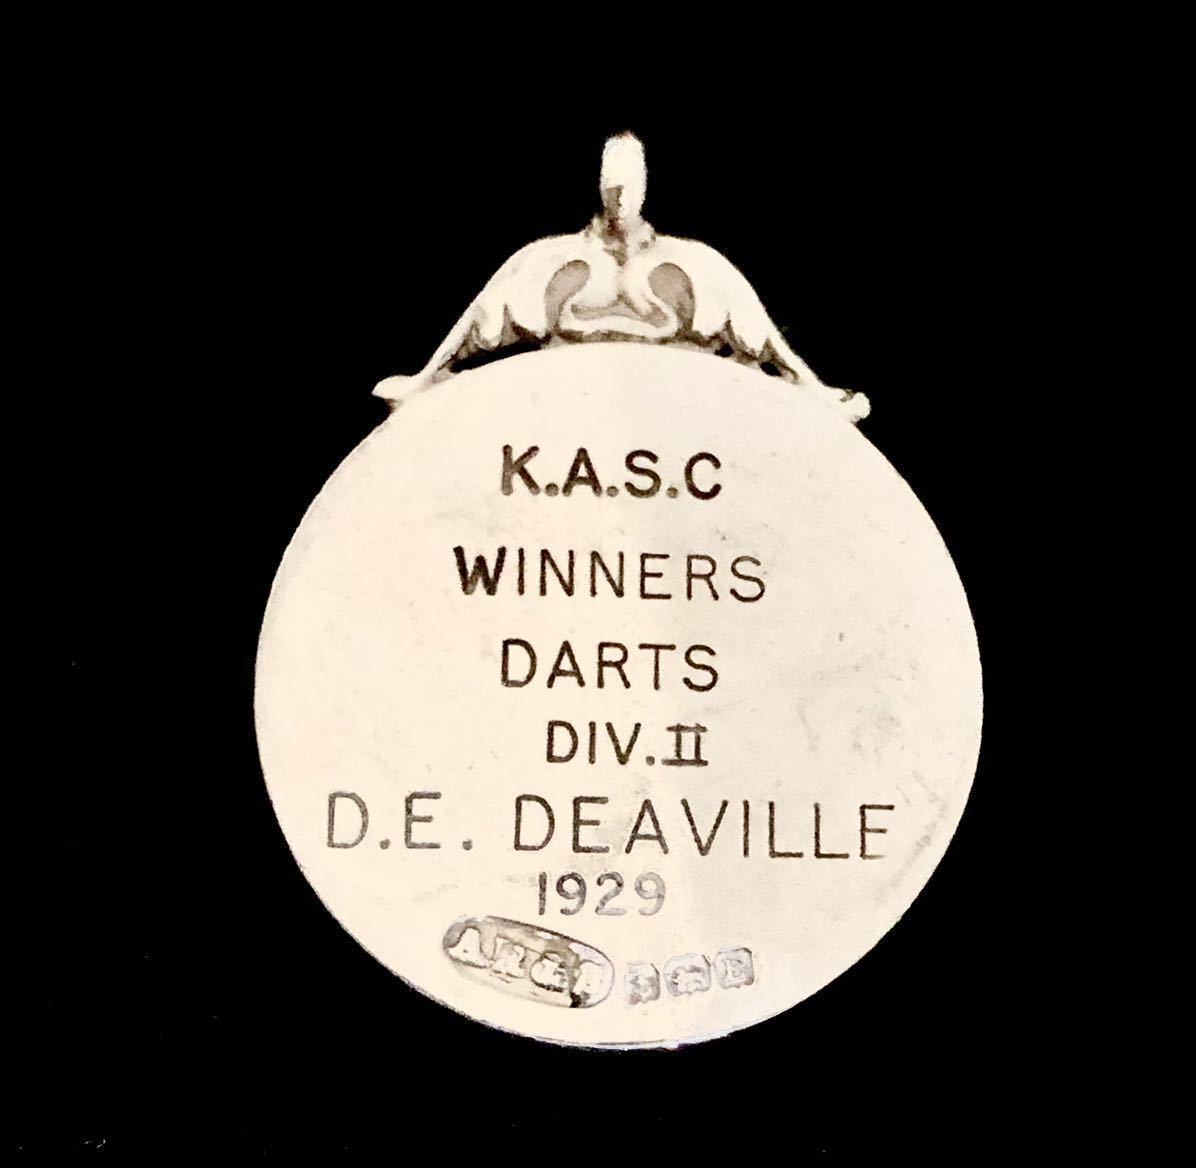 K.A.S.C
WINNERS
DARTS
DIV.II
D.E. DEAVILLE
1929
E